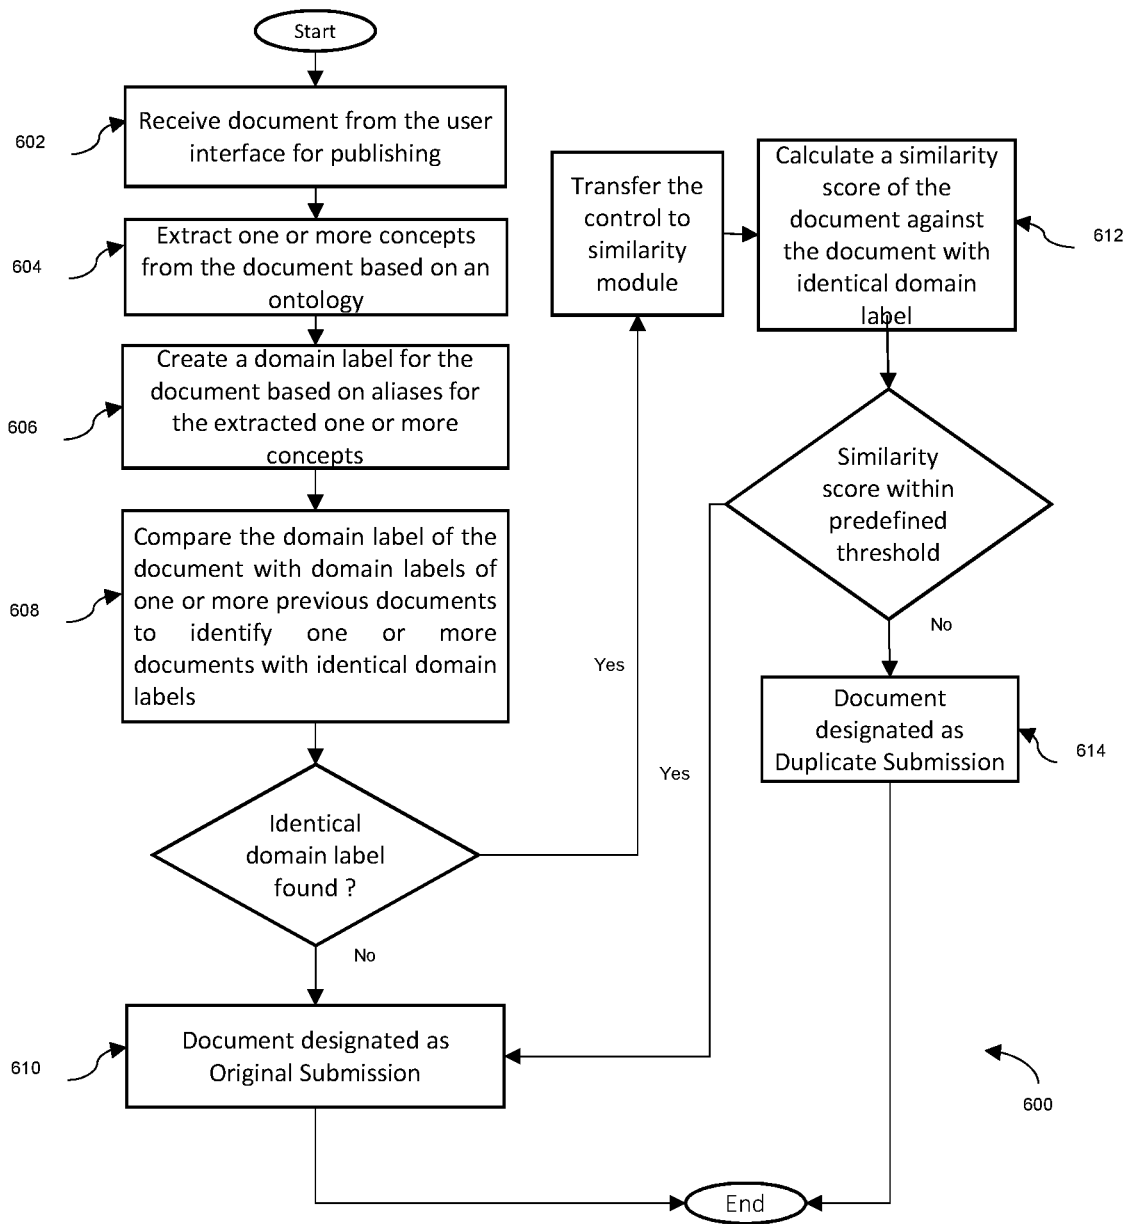 Start
602
Receive document from the user
interface for publishing
604
Extract one or more concepts
from the document based on an
ontology
606
Create a domain label for the
document based on aliases for
the extracted one or more
concepts
608
Compare the domain label of the
document with domain labels of
one or more previous documents
to identify one or more
documents with identical domain
labels
Identical
domain label
found ?
Yes
No
610
Document designated as
Original Submission
Transfer the
control to
similarity
module
Calculate a similarity
score of the
document against
the document with
identical domain
label
612
Similarity
score within
predefined
threshold
Yes
No
Document
designated as
Duplicate Submission
614
600
End